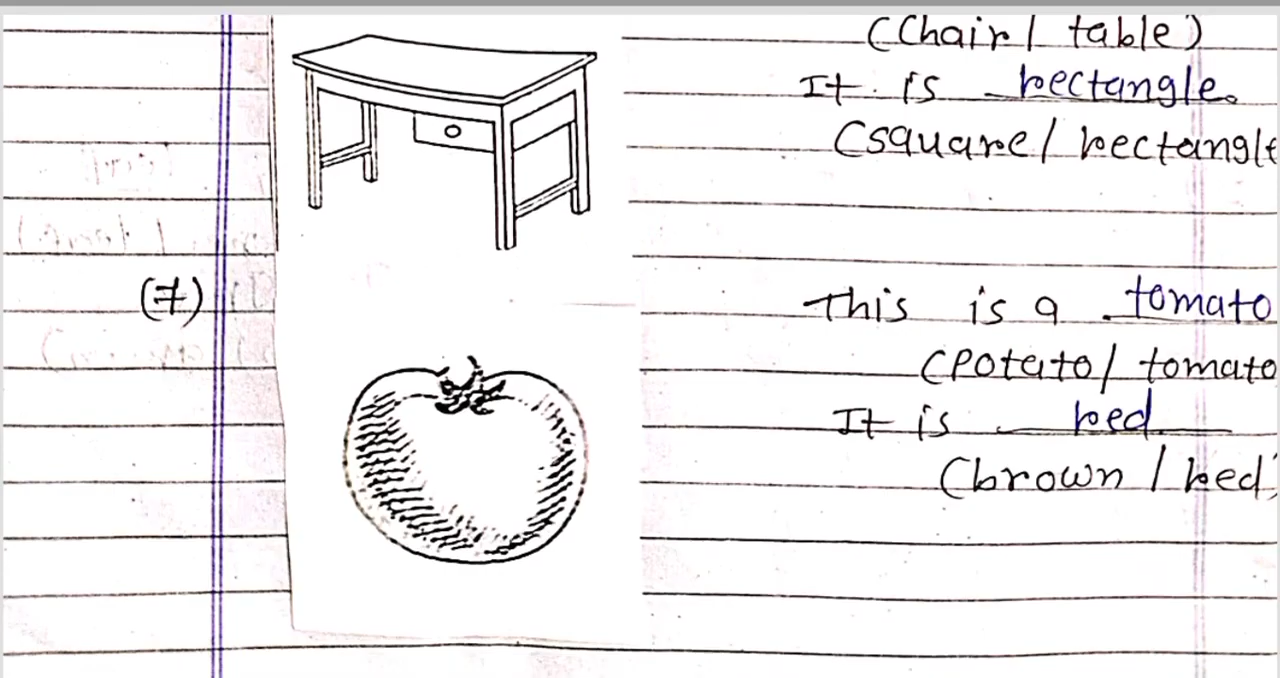 (Chair / table)
It is rectangle.
(square / rectangle
(7)
This is a tomato
(Potato / tomato
It is red
(brown / red)